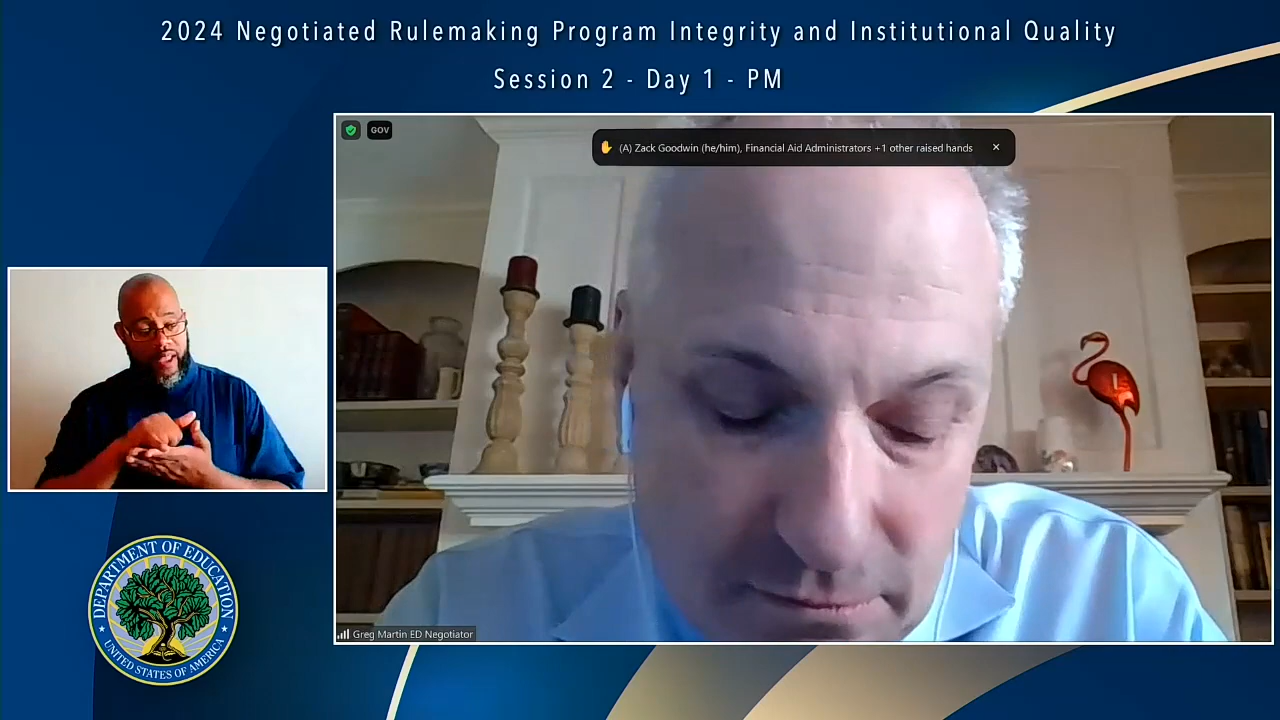 2024 Negotiated Rulemaking Program Integrity and Institutional Quality
Session 2 - Day 1 - PM
GOV
(A) Zack Goodwin (he/him), Financial Aid Administrators +1 other raised hands
Greg Martin ED Negotiator
DEPARTMENT OF EDUCATION
UNITED STATES OF AMERICA